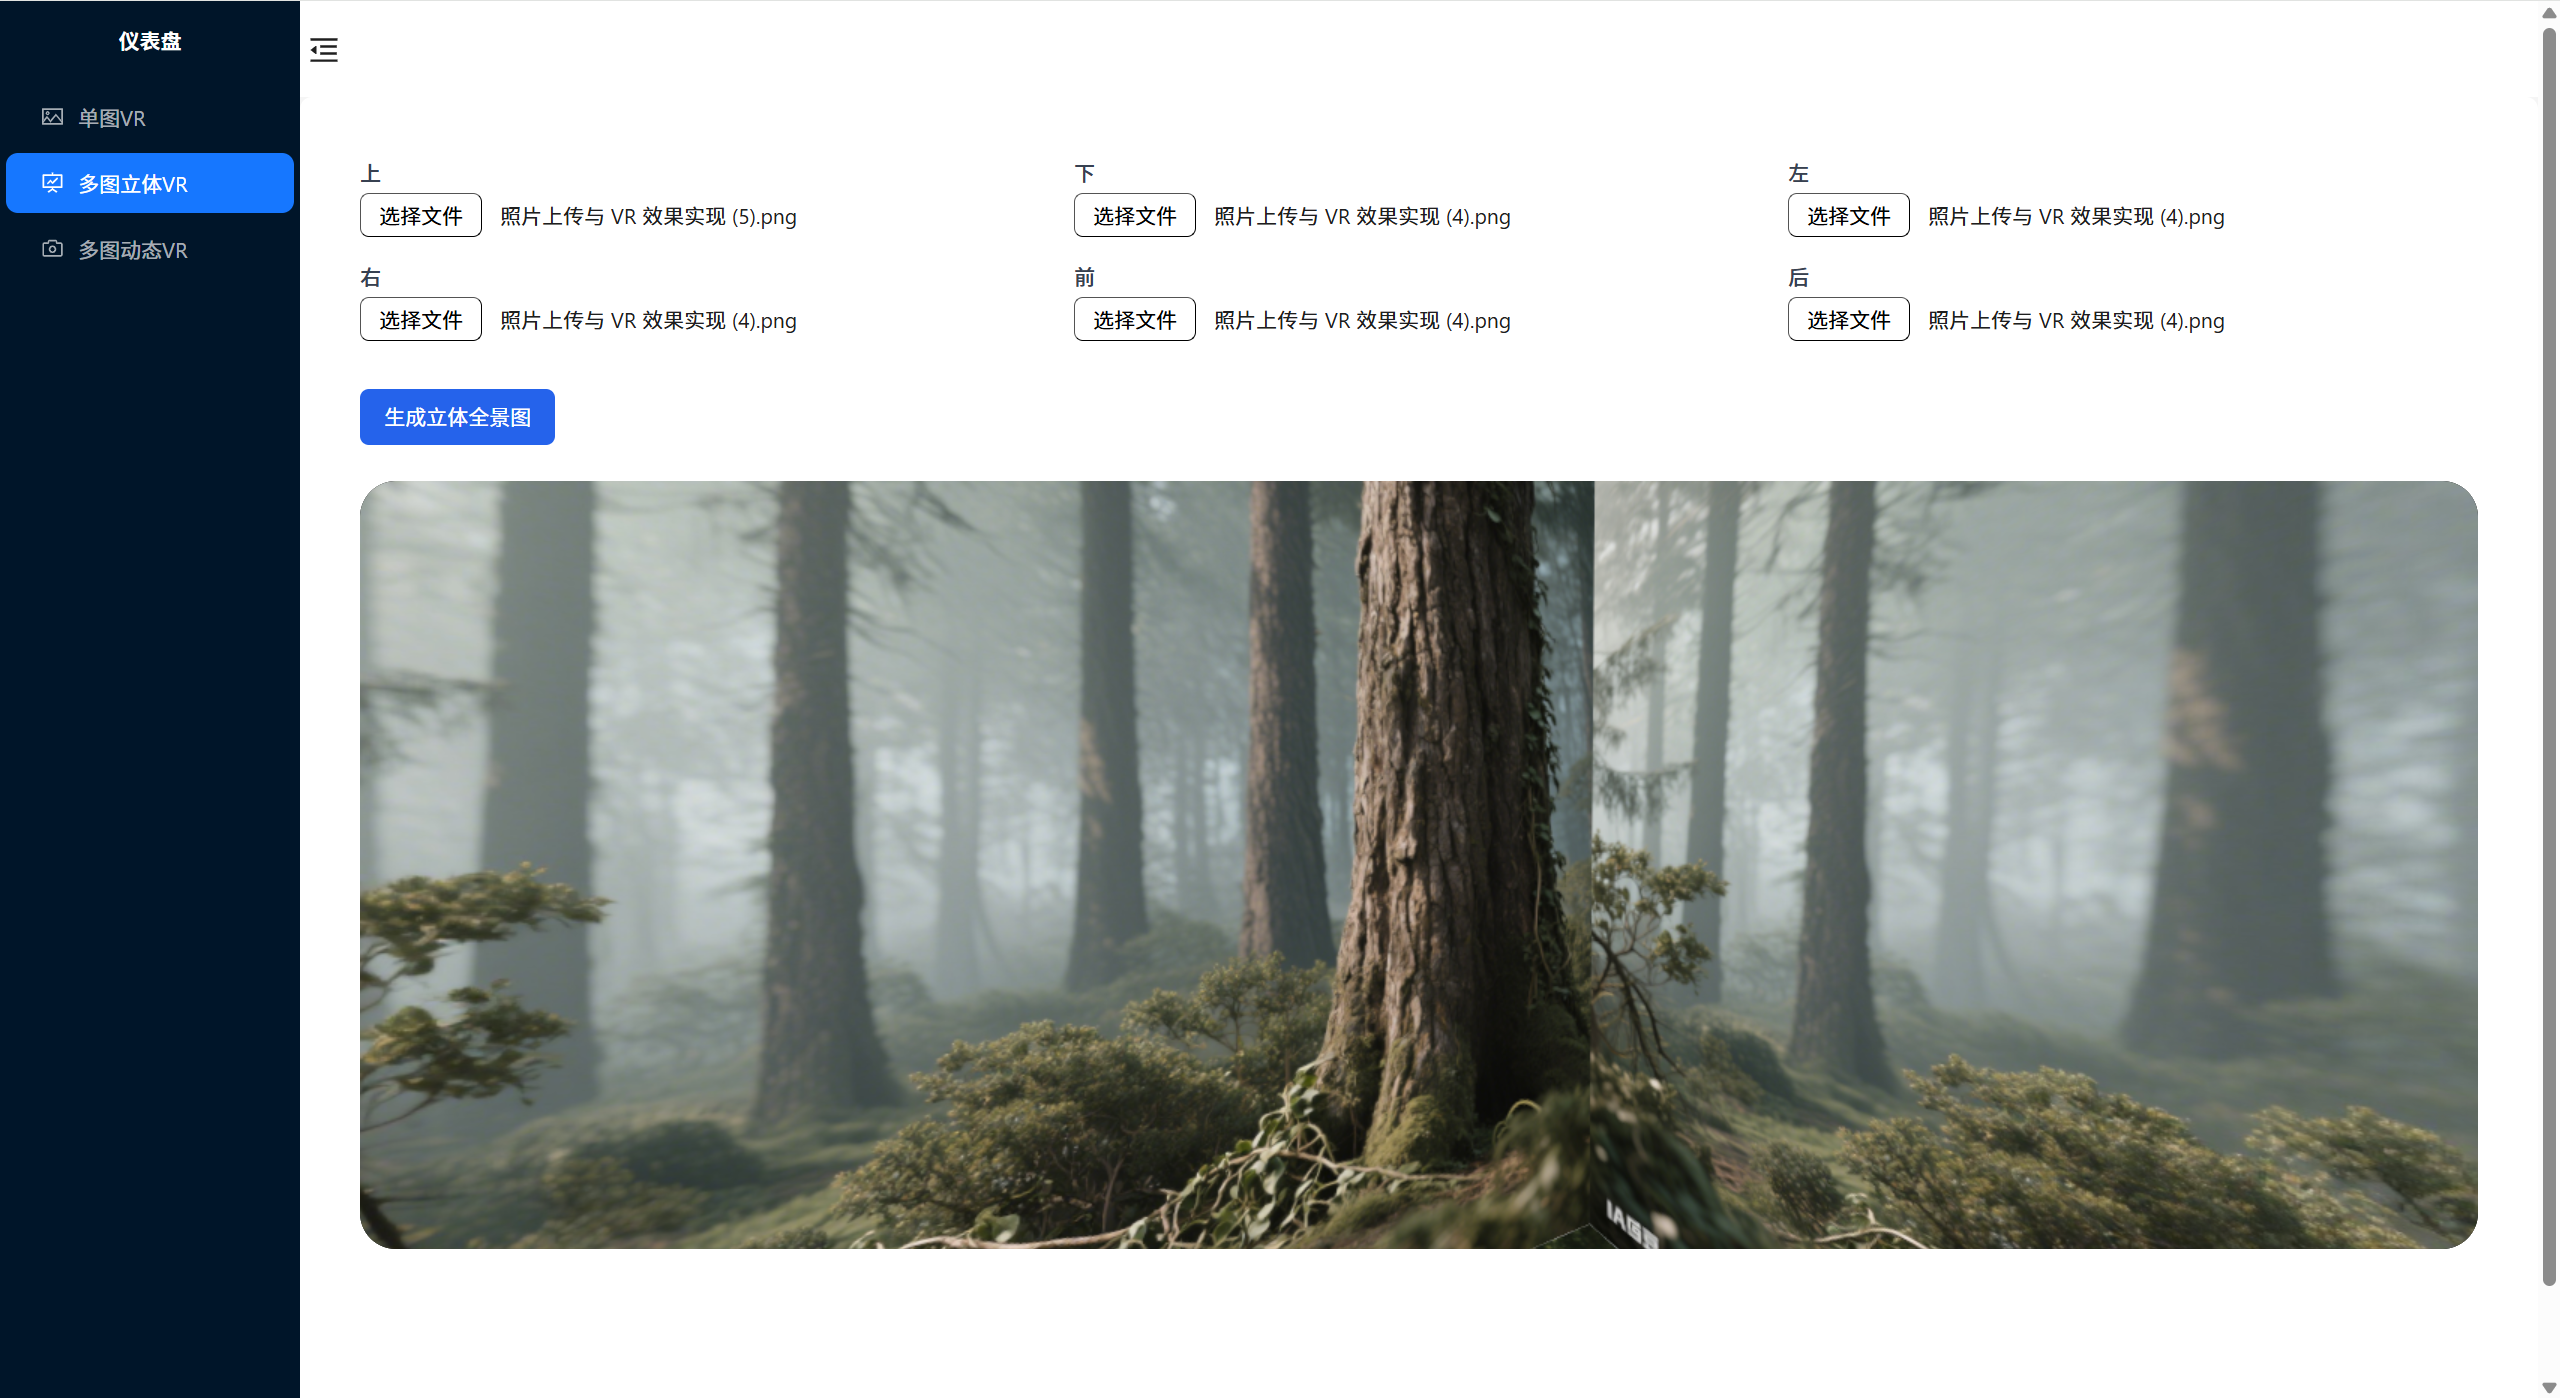 仪表盘
单图VR
多图立体VR
多图动态VR
上
选择文件 照片上传与 VR 效果实现 (5).png
下
选择文件 照片上传与 VR 效果实现 (4).png
左
选择文件 照片上传与 VR 效果实现 (4).png
右
选择文件 照片上传与 VR 效果实现 (4).png
前
选择文件 照片上传与 VR 效果实现 (4).png
后
选择文件 照片上传与 VR 效果实现 (4).png
生成立体全景图